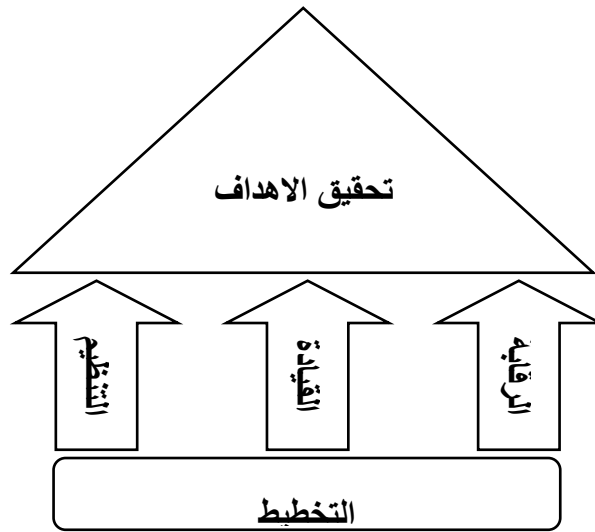 تحقيق الاهداف
الرقابة
القيادة
التنظيم
التخطيط